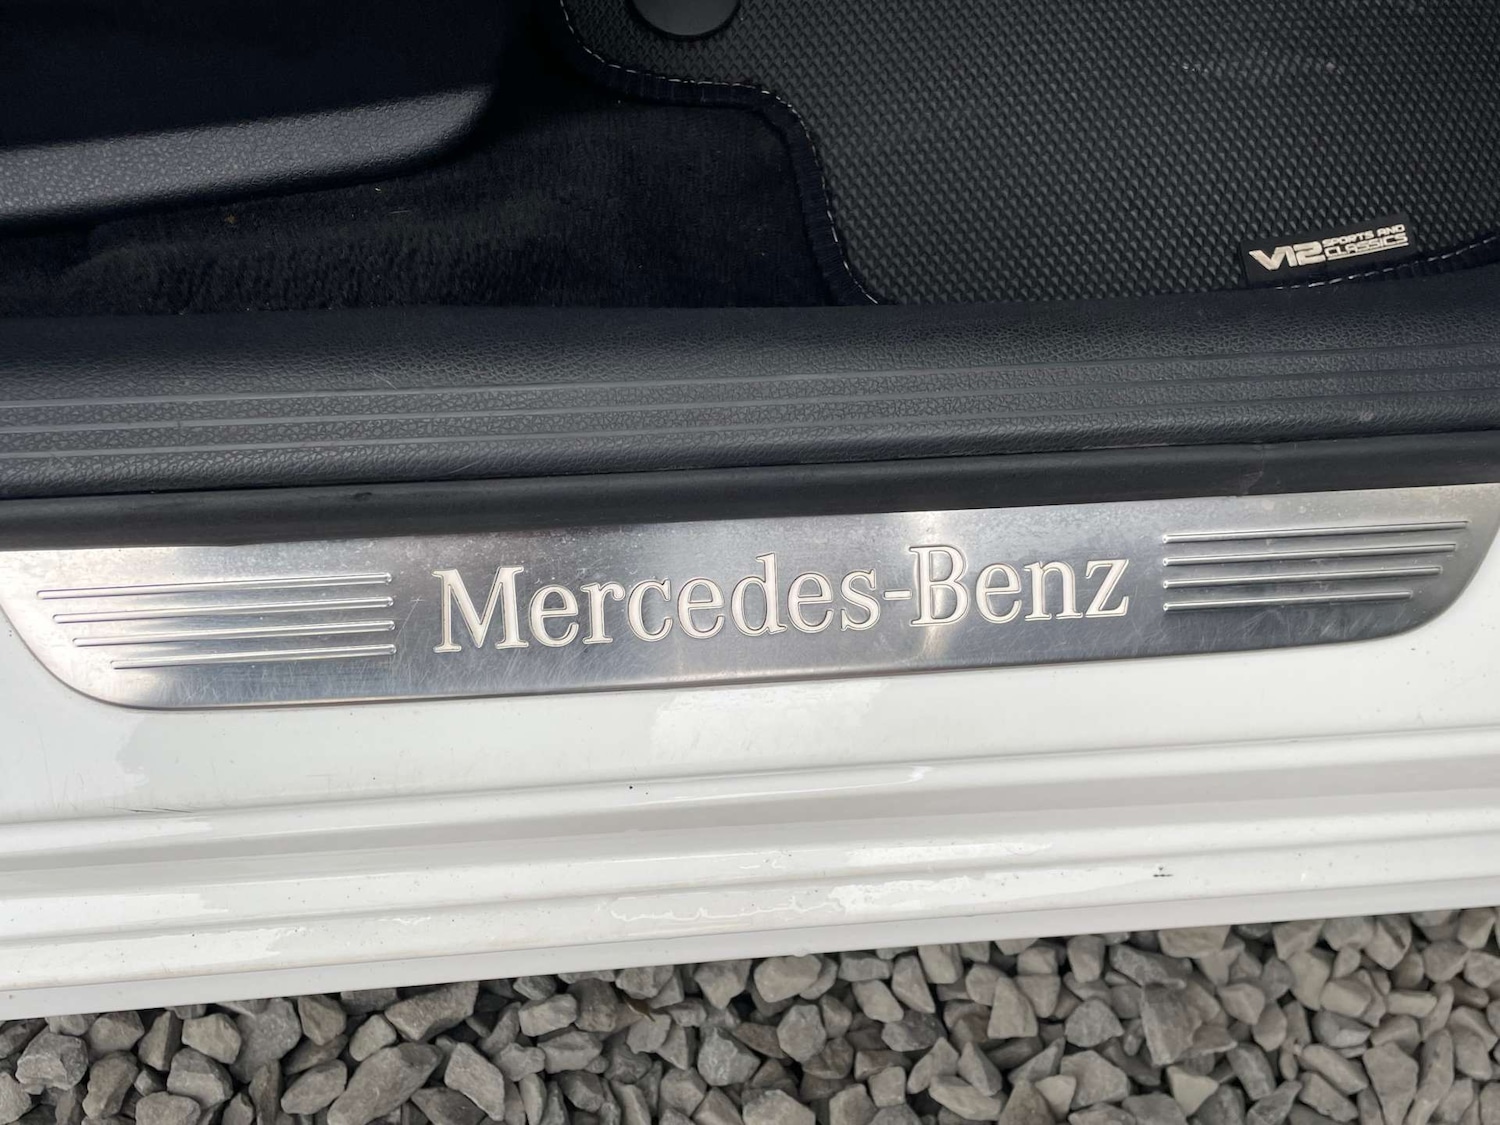 V12 SPORTS AND
CLASSICS
Mercedes-Benz